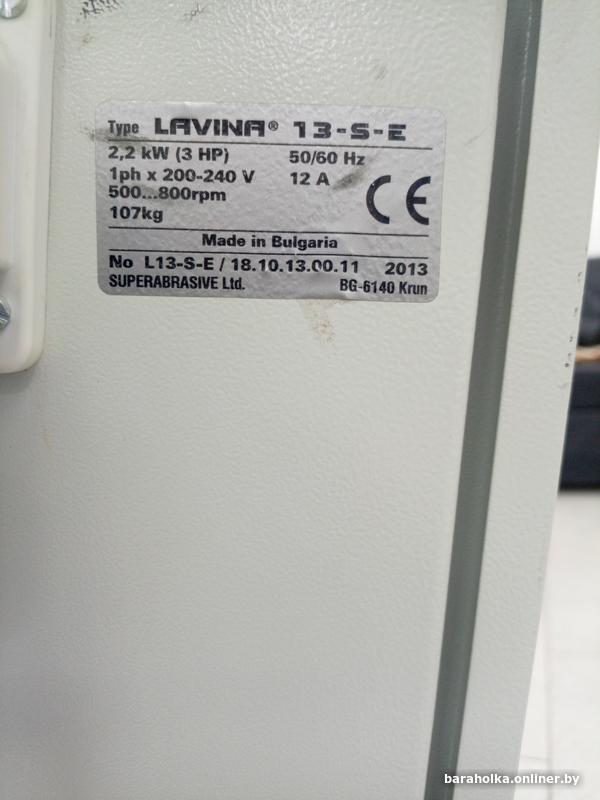 Type LAVINA® 13-S-E
2,2 kW (3 HP) 50/60 Hz
1ph x 200-240 V 12 A
500...800rpm
107kg
CE
Made in Bulgaria
No L13-S-E / 18.10.13.00.11 2013
SUPERABRASIVE Ltd. BG-6140 Krun
baraholka.onliner.by